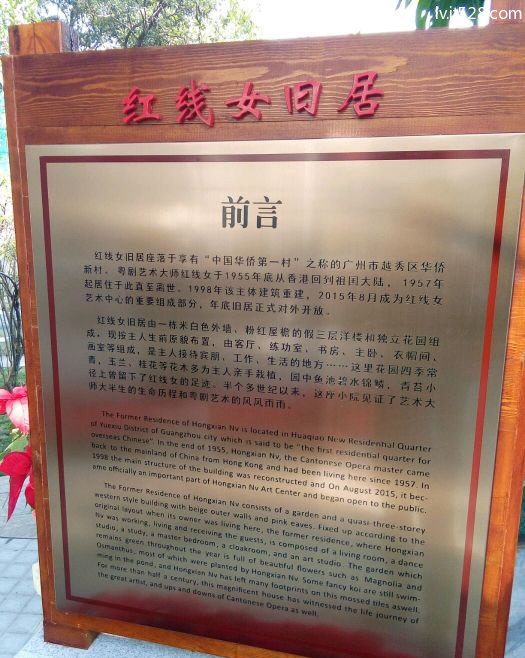 lvjt528.com
红线女旧居
前言
红线女旧居座落于享有“中国华侨第一村”之称的广州市越秀区华侨
新村。粤剧艺术大师红线女于1955年底从香港回到祖国大陆，1957年
起居住于此直至离世。1998年该主体建筑重建，2015年8月成为红线女
艺术中心的重要组成部分，年底旧居正式对外开放。
红线女旧居由一栋米白色外墙、粉红屋檐的假三层洋楼和独立花园组
成，现按主人生前原貌布置，由客厅、练功室、书房、主卧、衣帽间、
画室等组成，是主人接待宾朋、工作、生活的地方……这里花园四季常
青，玉兰、桂花等花木多为主人亲手栽植，园中鱼池碧水锦鳞，青苔小
径上曾留下了红线女的足迹。半个多世纪以来，这座小院见证了艺术大
师大半生的生命历程和粤剧艺术的风风雨雨。
The Former Residence of Hongxian Nv is located in Huaqiao New Residential Quarter
of Yuexiu District of Guangzhou city which is said to be "the first residential quarter for
overseas Chinese". In the end of 1955, Hongxian Nv, the Cantonese Opera master came
back to the mainland of China from Hong Kong and had been living here since 1957. In
1998 the main structure of the building was reconstructed and On August 2015, it bec-
ame officially an important part of Hongxian Nv Art Center and began open to the public.
The Former Residence of Hongxian Nv consists of a garden and a quasi-three-storey
western style building with beige outer walls and pink eaves. Fixed up according to the
original layout when its owner was living here, the former residence, where Hongxian
Nv was working, living and receiving the guests, is composed of a living room, a dance
studio, a study, a master bedroom, a cloakroom, and an art studio. The garden which
remains green throughout the year is full of beautiful flowers such as Magnolia and
Osmanthus, most of which were planted by Hongxian Nv. Some fancy koi are still swim-
ming in the pond, and Hongxian Nv has left many footprints on this mossed tiles aswell.
For more than half a century, this magnificent house has witnessed the life journey of
the great artist, and ups and downs of Cantonese Opera as well.